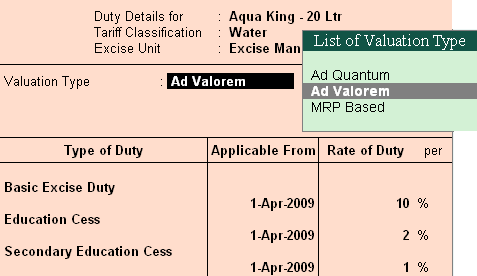 Duty Details for : Aqua King - 20 Ltr
Tariff Classification : Water
Excise Unit : Excise Man
List of Valuation Type
Valuation Type : Ad Valorem
Ad Quantum
Ad Valorem
MRP Based
Type of Duty Applicable From Rate of Duty per
Basic Excise Duty
1-Apr-2009 10 %
Education Cess
1-Apr-2009 2 %
Secondary Education Cess
1-Apr-2009 1 %